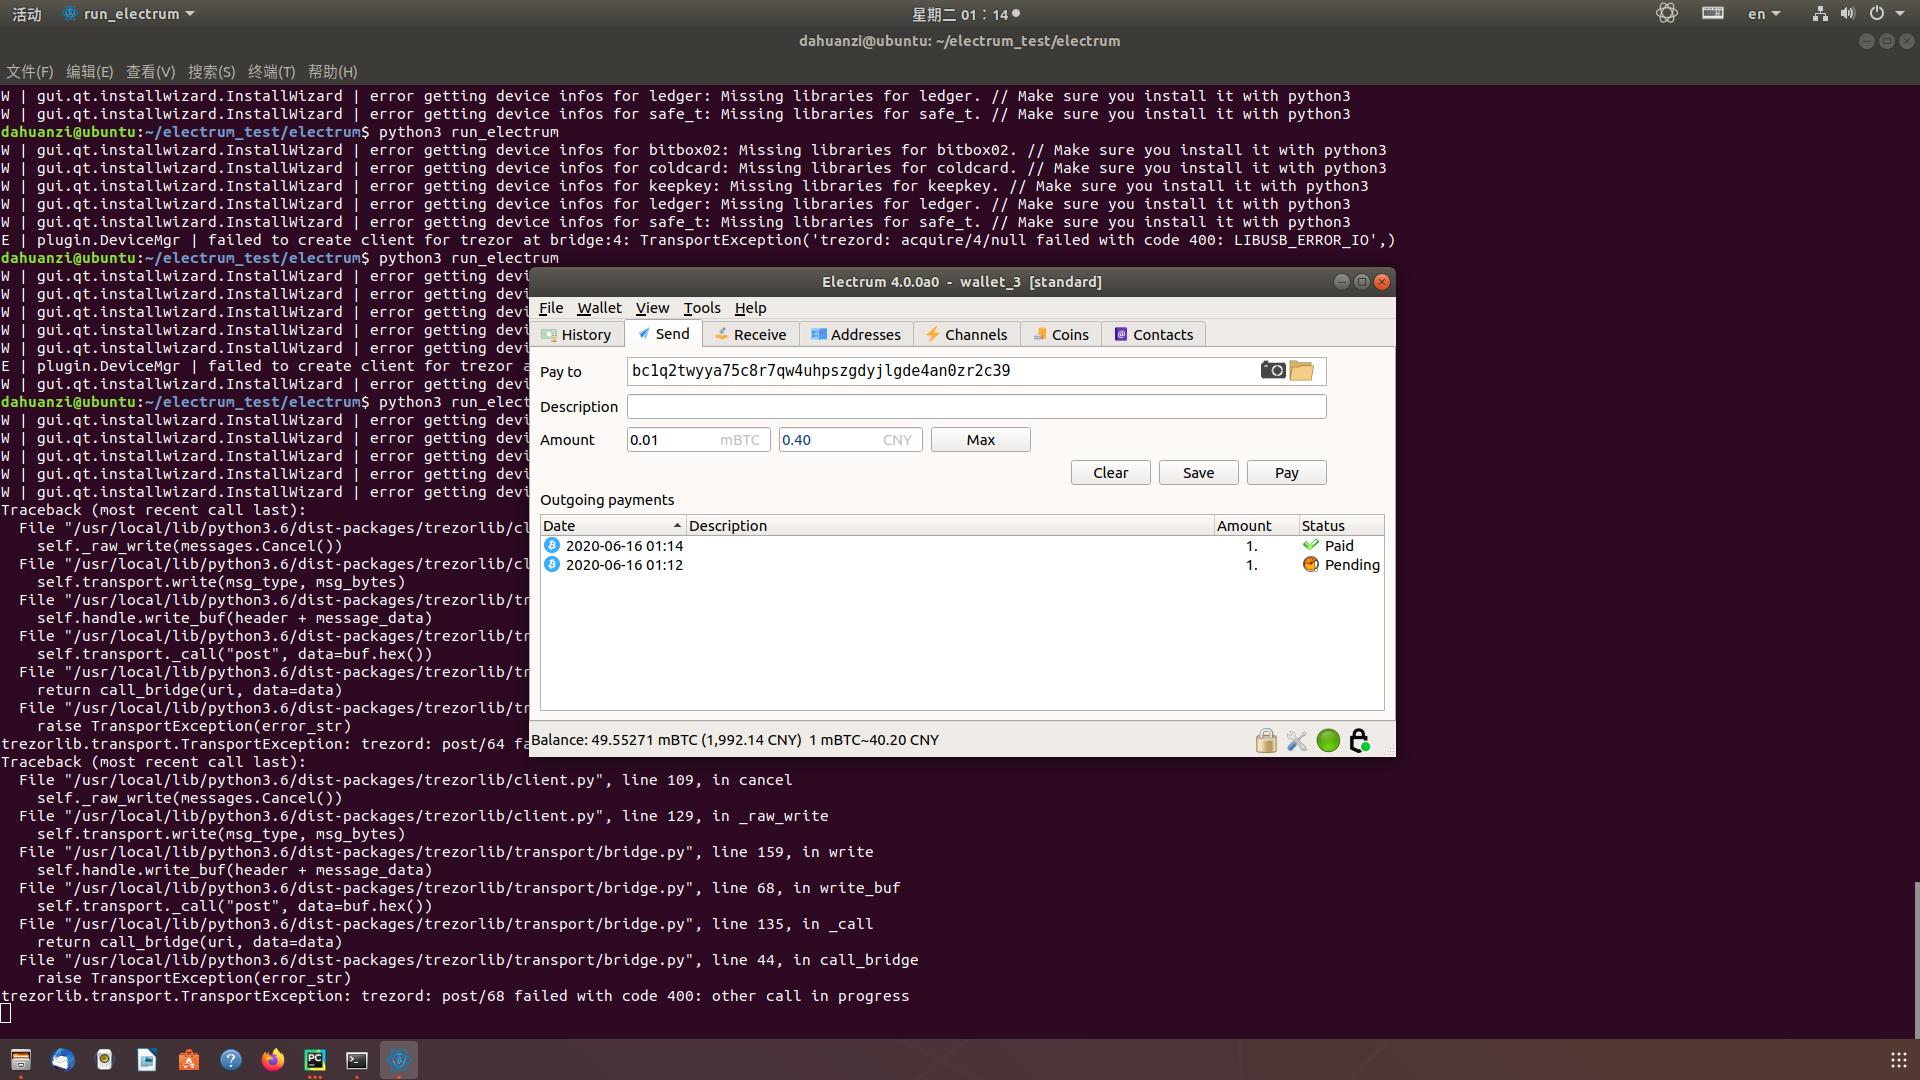 活动 run_electrum 星期二 01：14 en
dahuanzi@ubuntu: ~/electrum_test/electrum
文件(F) 编辑(E) 查看(V) 搜索(S) 终端(T) 帮助(H)
W | gui.qt.installwizard.InstallWizard | error getting device infos for ledger: Missing libraries for ledger. // Make sure you install it with python3
W | gui.qt.installwizard.InstallWizard | error getting device infos for safe_t: Missing libraries for safe_t. // Make sure you install it with python3
dahuanzi@ubuntu:~/electrum_test/electrum$ python3 run_electrum
W | gui.qt.installwizard.InstallWizard | error getting device infos for bitbox02: Missing libraries for bitbox02. // Make sure you install it with python3
W | gui.qt.installwizard.InstallWizard | error getting device infos for coldcard: Missing libraries for coldcard. // Make sure you install it with python3
W | gui.qt.installwizard.InstallWizard | error getting device infos for keepkey: Missing libraries for keepkey. // Make sure you install it with python3
W | gui.qt.installwizard.InstallWizard | error getting device infos for ledger: Missing libraries for ledger. // Make sure you install it with python3
W | gui.qt.installwizard.InstallWizard | error getting device infos for safe_t: Missing libraries for safe_t. // Make sure you install it with python3
E | plugin.DeviceMgr | failed to create client for trezor at bridge:4: TransportException('trezord: acquire/4/null failed with code 400: LIBUSB_ERROR_IO',)
dahuanzi@ubuntu:~/electrum_test/electrum$ python3 run_electrum
W | gui.qt.installwizard.InstallWizard | error getting devi
W | gui.qt.installwizard.InstallWizard | error getting devi
W | gui.qt.installwizard.InstallWizard | error getting devi
W | gui.qt.installwizard.InstallWizard | error getting devi
W | gui.qt.installwizard.InstallWizard | error getting devi
E | plugin.DeviceMgr | failed to create client for trezor a
W | gui.qt.installwizard.InstallWizard | error getting devi
dahuanzi@ubuntu:~/electrum_test/electrum$ python3 run_elect
W | gui.qt.installwizard.InstallWizard | error getting devi
W | gui.qt.installwizard.InstallWizard | error getting devi
W | gui.qt.installwizard.InstallWizard | error getting devi
W | gui.qt.installwizard.InstallWizard | error getting devi
W | gui.qt.installwizard.InstallWizard | error getting devi
Traceback (most recent call last):
File "/usr/local/lib/python3.6/dist-packages/trezorlib/cl
self._raw_write(messages.Cancel())
File "/usr/local/lib/python3.6/dist-packages/trezorlib/cl
self.transport.write(msg_type, msg_bytes)
File "/usr/local/lib/python3.6/dist-packages/trezorlib/tr
self.handle.write_buf(header + message_data)
File "/usr/local/lib/python3.6/dist-packages/trezorlib/tr
self.transport._call("post", data=buf.hex())
File "/usr/local/lib/python3.6/dist-packages/trezorlib/tr
return call_bridge(uri, data=data)
File "/usr/local/lib/python3.6/dist-packages/trezorlib/tr
raise TransportException(error_str)
trezorlib.transport.TransportException: trezord: post/64 fa
Traceback (most recent call last):
File "/usr/local/lib/python3.6/dist-packages/trezorlib/client.py", line 109, in cancel
self._raw_write(messages.Cancel())
File "/usr/local/lib/python3.6/dist-packages/trezorlib/client.py", line 129, in _raw_write
self.transport.write(msg_type, msg_bytes)
File "/usr/local/lib/python3.6/dist-packages/trezorlib/transport/bridge.py", line 159, in write
self.handle.write_buf(header + message_data)
File "/usr/local/lib/python3.6/dist-packages/trezorlib/transport/bridge.py", line 68, in write_buf
self.transport._call("post", data=buf.hex())
File "/usr/local/lib/python3.6/dist-packages/trezorlib/transport/bridge.py", line 135, in _call
return call_bridge(uri, data=data)
File "/usr/local/lib/python3.6/dist-packages/trezorlib/transport/bridge.py", line 44, in call_bridge
raise TransportException(error_str)
trezorlib.transport.TransportException: trezord: post/68 failed with code 400: other call in progress
Electrum 4.0.0a0 - wallet_3 [standard]
File Wallet View Tools Help
History Send Receive Addresses Channels Coins Contacts
Pay to bc1q2twyya75c8r7qw4uhpszgdyjlgde4an0zr2c39
Description
Amount 0.01 mBTC 0.40 CNY Max
Clear Save Pay
Outgoing payments
Date Description Amount Status
2020-06-16 01:14 1. Paid
2020-06-16 01:12 1. Pending
Balance: 49.55271 mBTC (1,992.14 CNY) 1 mBTC~40.20 CNY